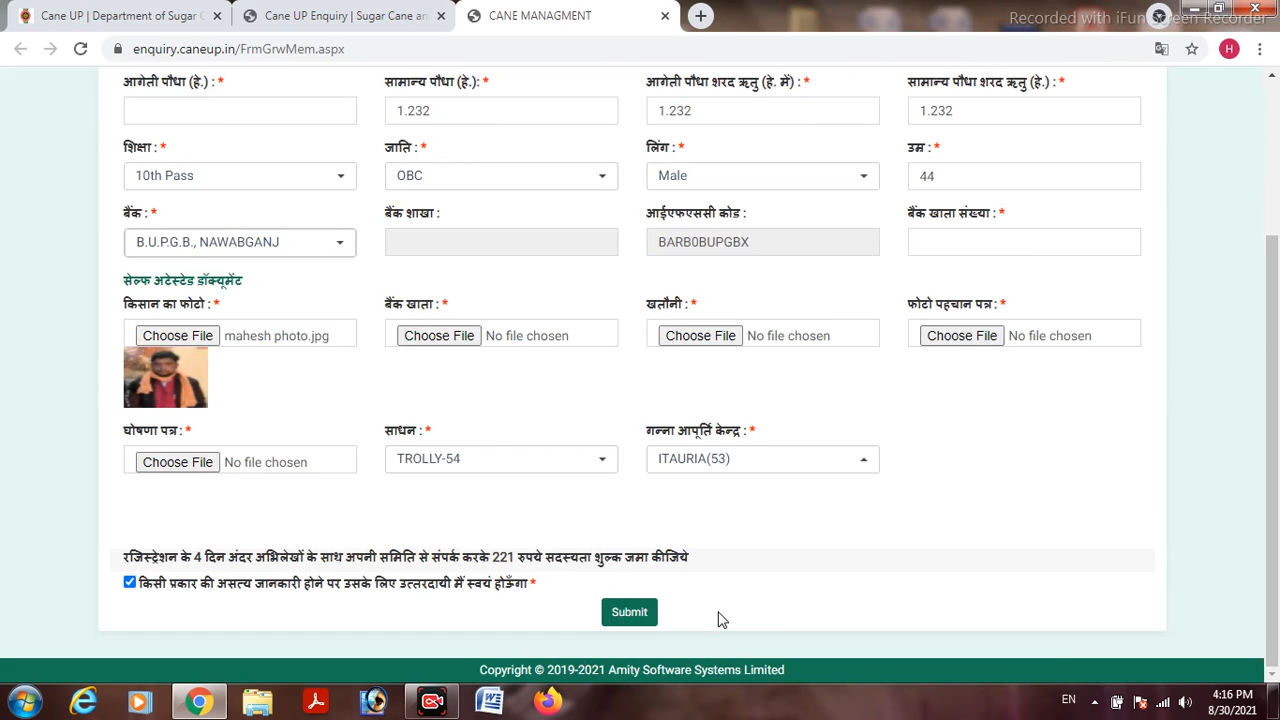 Cane UP | Department of Sugar C
Cane UP Enquiry | Sugar Cane an
CANE MANAGMENT
Recorded with iFun Screen Recorder
enquiry.caneup.in/FrmGrwMem.aspx
H
आगेती पौधा (हे.) : * सामान्य पौधा (हे.): * आगेती पौधा शरद ऋतु (हे. में) : * सामान्य पौधा शरद ऋतु (हे.) : *
1.232 1.232 1.232
शिक्षा : * जाति : * लिंग : * उम्र : *
10th Pass OBC Male 44
बैंक : * बैंक शाखा : आईएफएससी कोड : बैंक खाता संख्या : *
B.U.P.G.B., NAWABGANJ BARB0BUPGBX
सेल्फ अटेस्टेड डॉक्यूमेंट
किसान का फोटो : * बैंक खाता : * खतौनी : * फोटो पहचान पत्र : *
Choose File mahesh photo.jpg Choose File No file chosen Choose File No file chosen Choose File No file chosen
घोषणा पत्र : * साधन : * गन्ना आपूर्ति केन्द्र : *
Choose File No file chosen TROLLY-54 ITAURIA(53)
रजिस्ट्रेशन के 4 दिन अंदर अभिलेखों के साथ अपनी समिति से संपर्क करके 221 रुपये सदस्यता शुल्क जमा कीजिये
किसी प्रकार की असत्य जानकारी होने पर उसके लिए उत्तरदायी मैं स्वयं होऊँगा *
Submit
Copyright © 2019-2021 Amity Software Systems Limited
EN
4:16 PM
8/30/2021